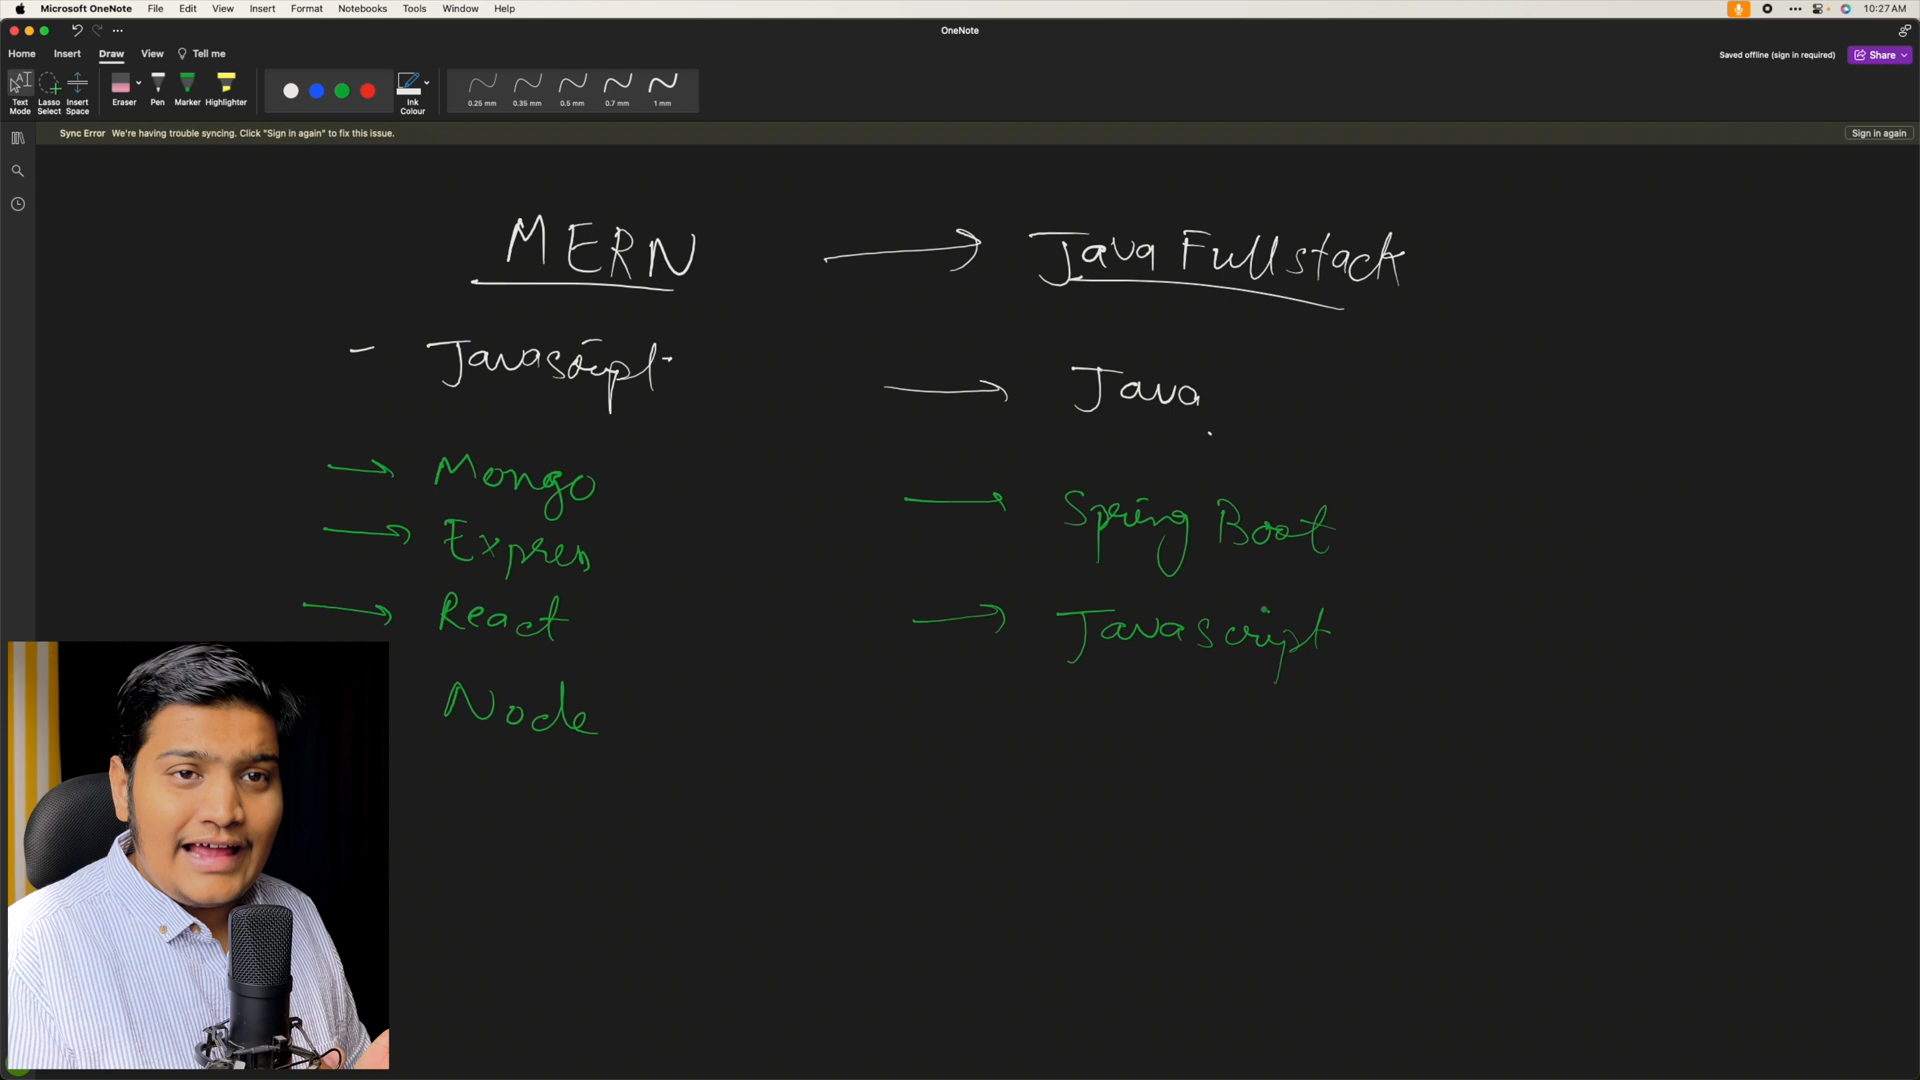 Microsoft OneNote File Edit View Insert Format Notebooks Tools Window Help 10:27 AM
OneNote
Home Insert Draw View Tell me
Saved offline (sign in required) Share
Text Mode
Lasso Select
Insert Space
Eraser
Pen
Marker
Highlighter
Ink Colour
0.25 mm 0.35 mm 0.5 mm 0.7 mm 1 mm
Sync Error We're having trouble syncing. Click "Sign in again" to fix this issue. Sign in again
MERN → Java Fullstack
- Javascript
→ Java
→ Mongo
→ Spring Boot
→ Express
→ React
→ Javascript
Node